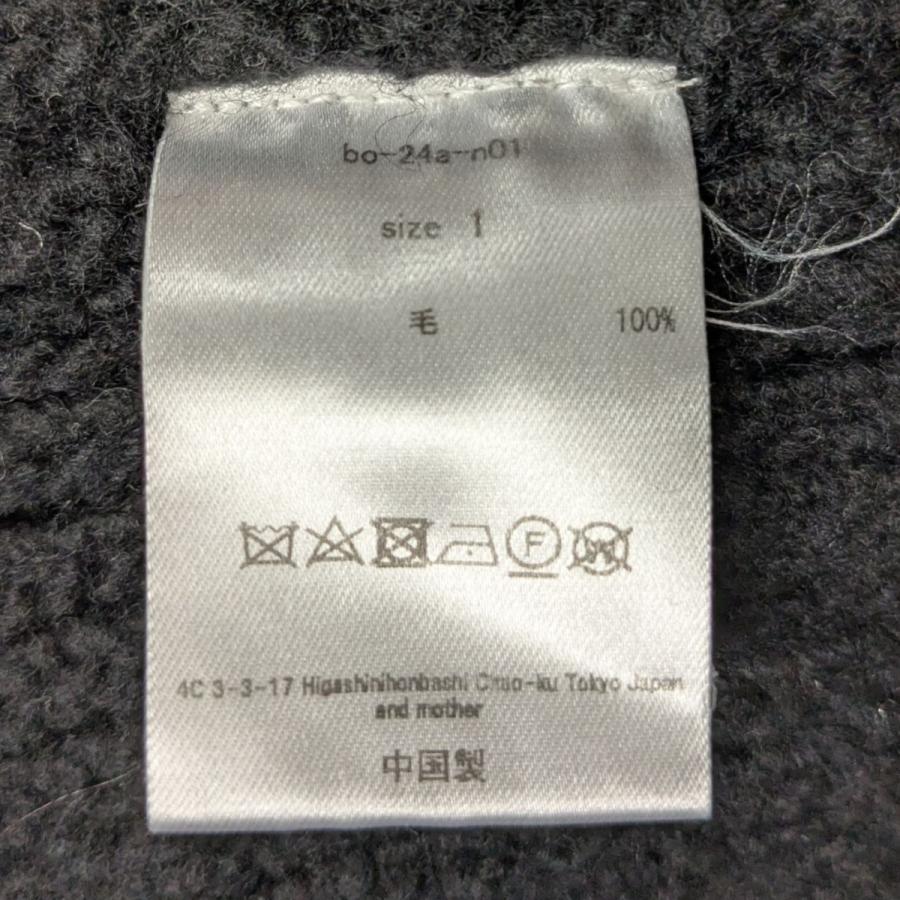 bo-24a-n01
size 1
毛 100%
F
W
4C 3-3-17 Higashinihonbashi Chuo-ku Tokyo Japan
and mother
中国製